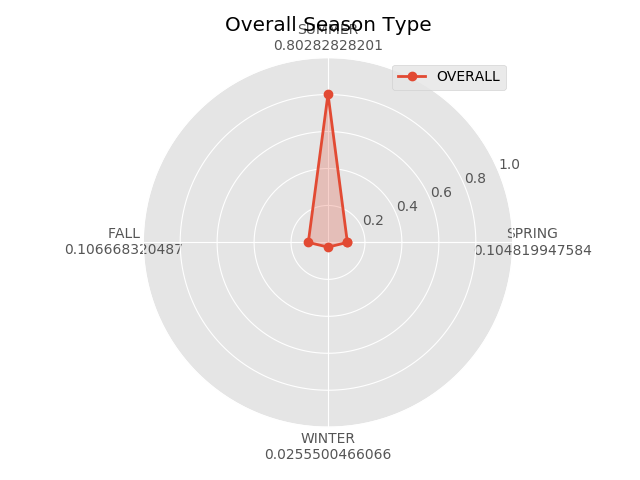 Overall Season Type
SUMMER
0.80282828201
OVERALL
1.0
0.8
0.6
0.4
0.2
FALL
0.106668320487
SPRING
0.104819947584
WINTER
0.0255500466066